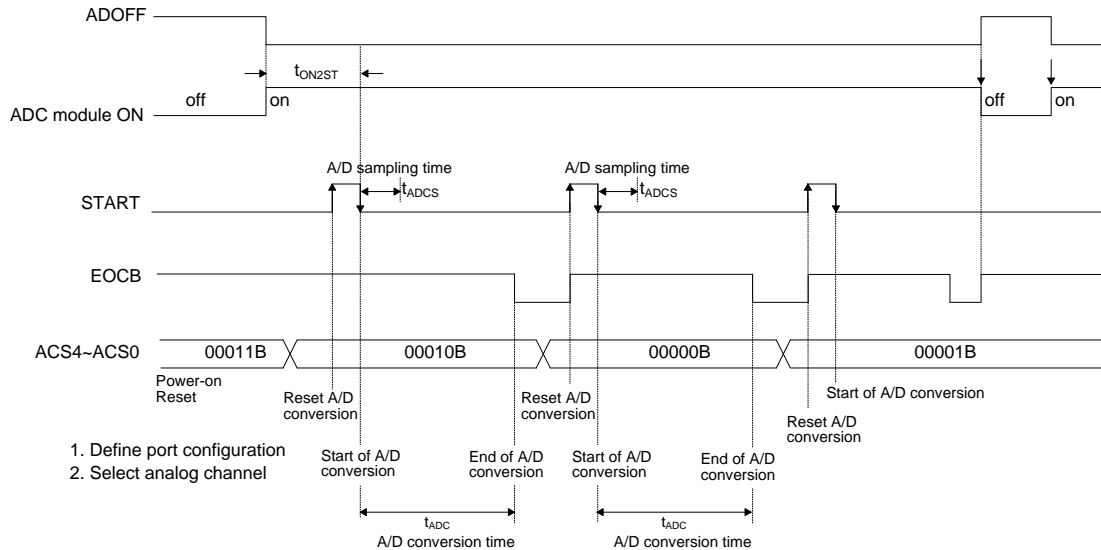 ADOFF
tON2ST
off
on
off
on
ADC module ON
A/D sampling time
A/D sampling time
tADCS
tADCS
START
EOCB
ACS4~ACS0
00011B
00010B
00000B
00001B
Power-on
Reset
Reset A/D
conversion
Reset A/D
conversion
Start of A/D conversion
Reset A/D
conversion
1. Define port configuration
2. Select analog channel
Start of A/D
conversion
End of A/D
conversion
Start of A/D
conversion
End of A/D
conversion
tADC
A/D conversion time
tADC
A/D conversion time